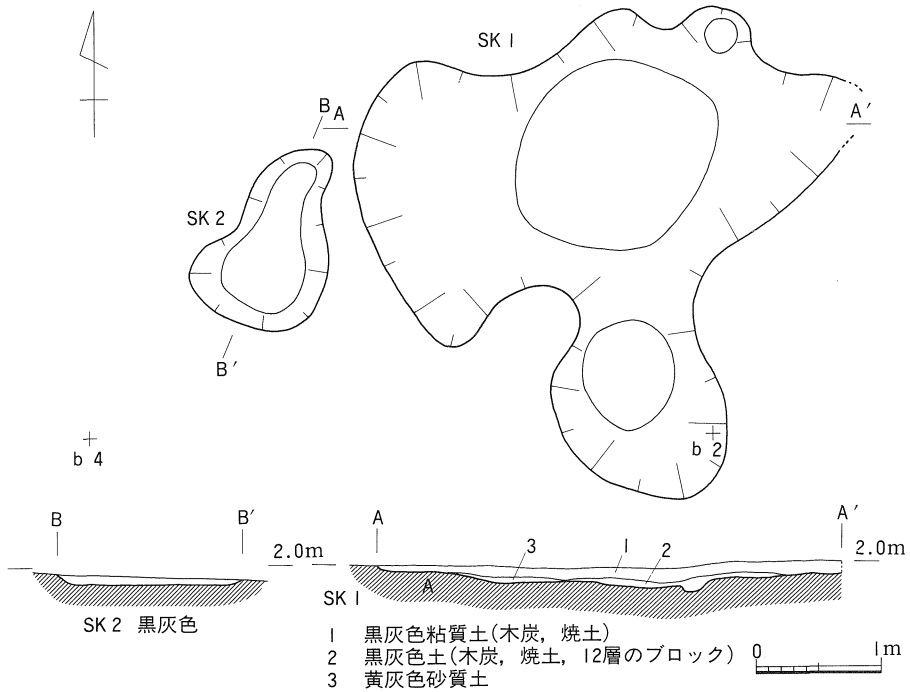 SK 1
B
A
A′
SK 2
B′
b 4
b 2
B
B′
A
A′
2.0m
3
1
2
2.0m
A
SK 1
SK 2 黒灰色
1 黒灰色粘質土(木炭, 焼土)
2 黒灰色土(木炭, 焼土, 12層のブロック)
3 黄灰色砂質土
0
1m